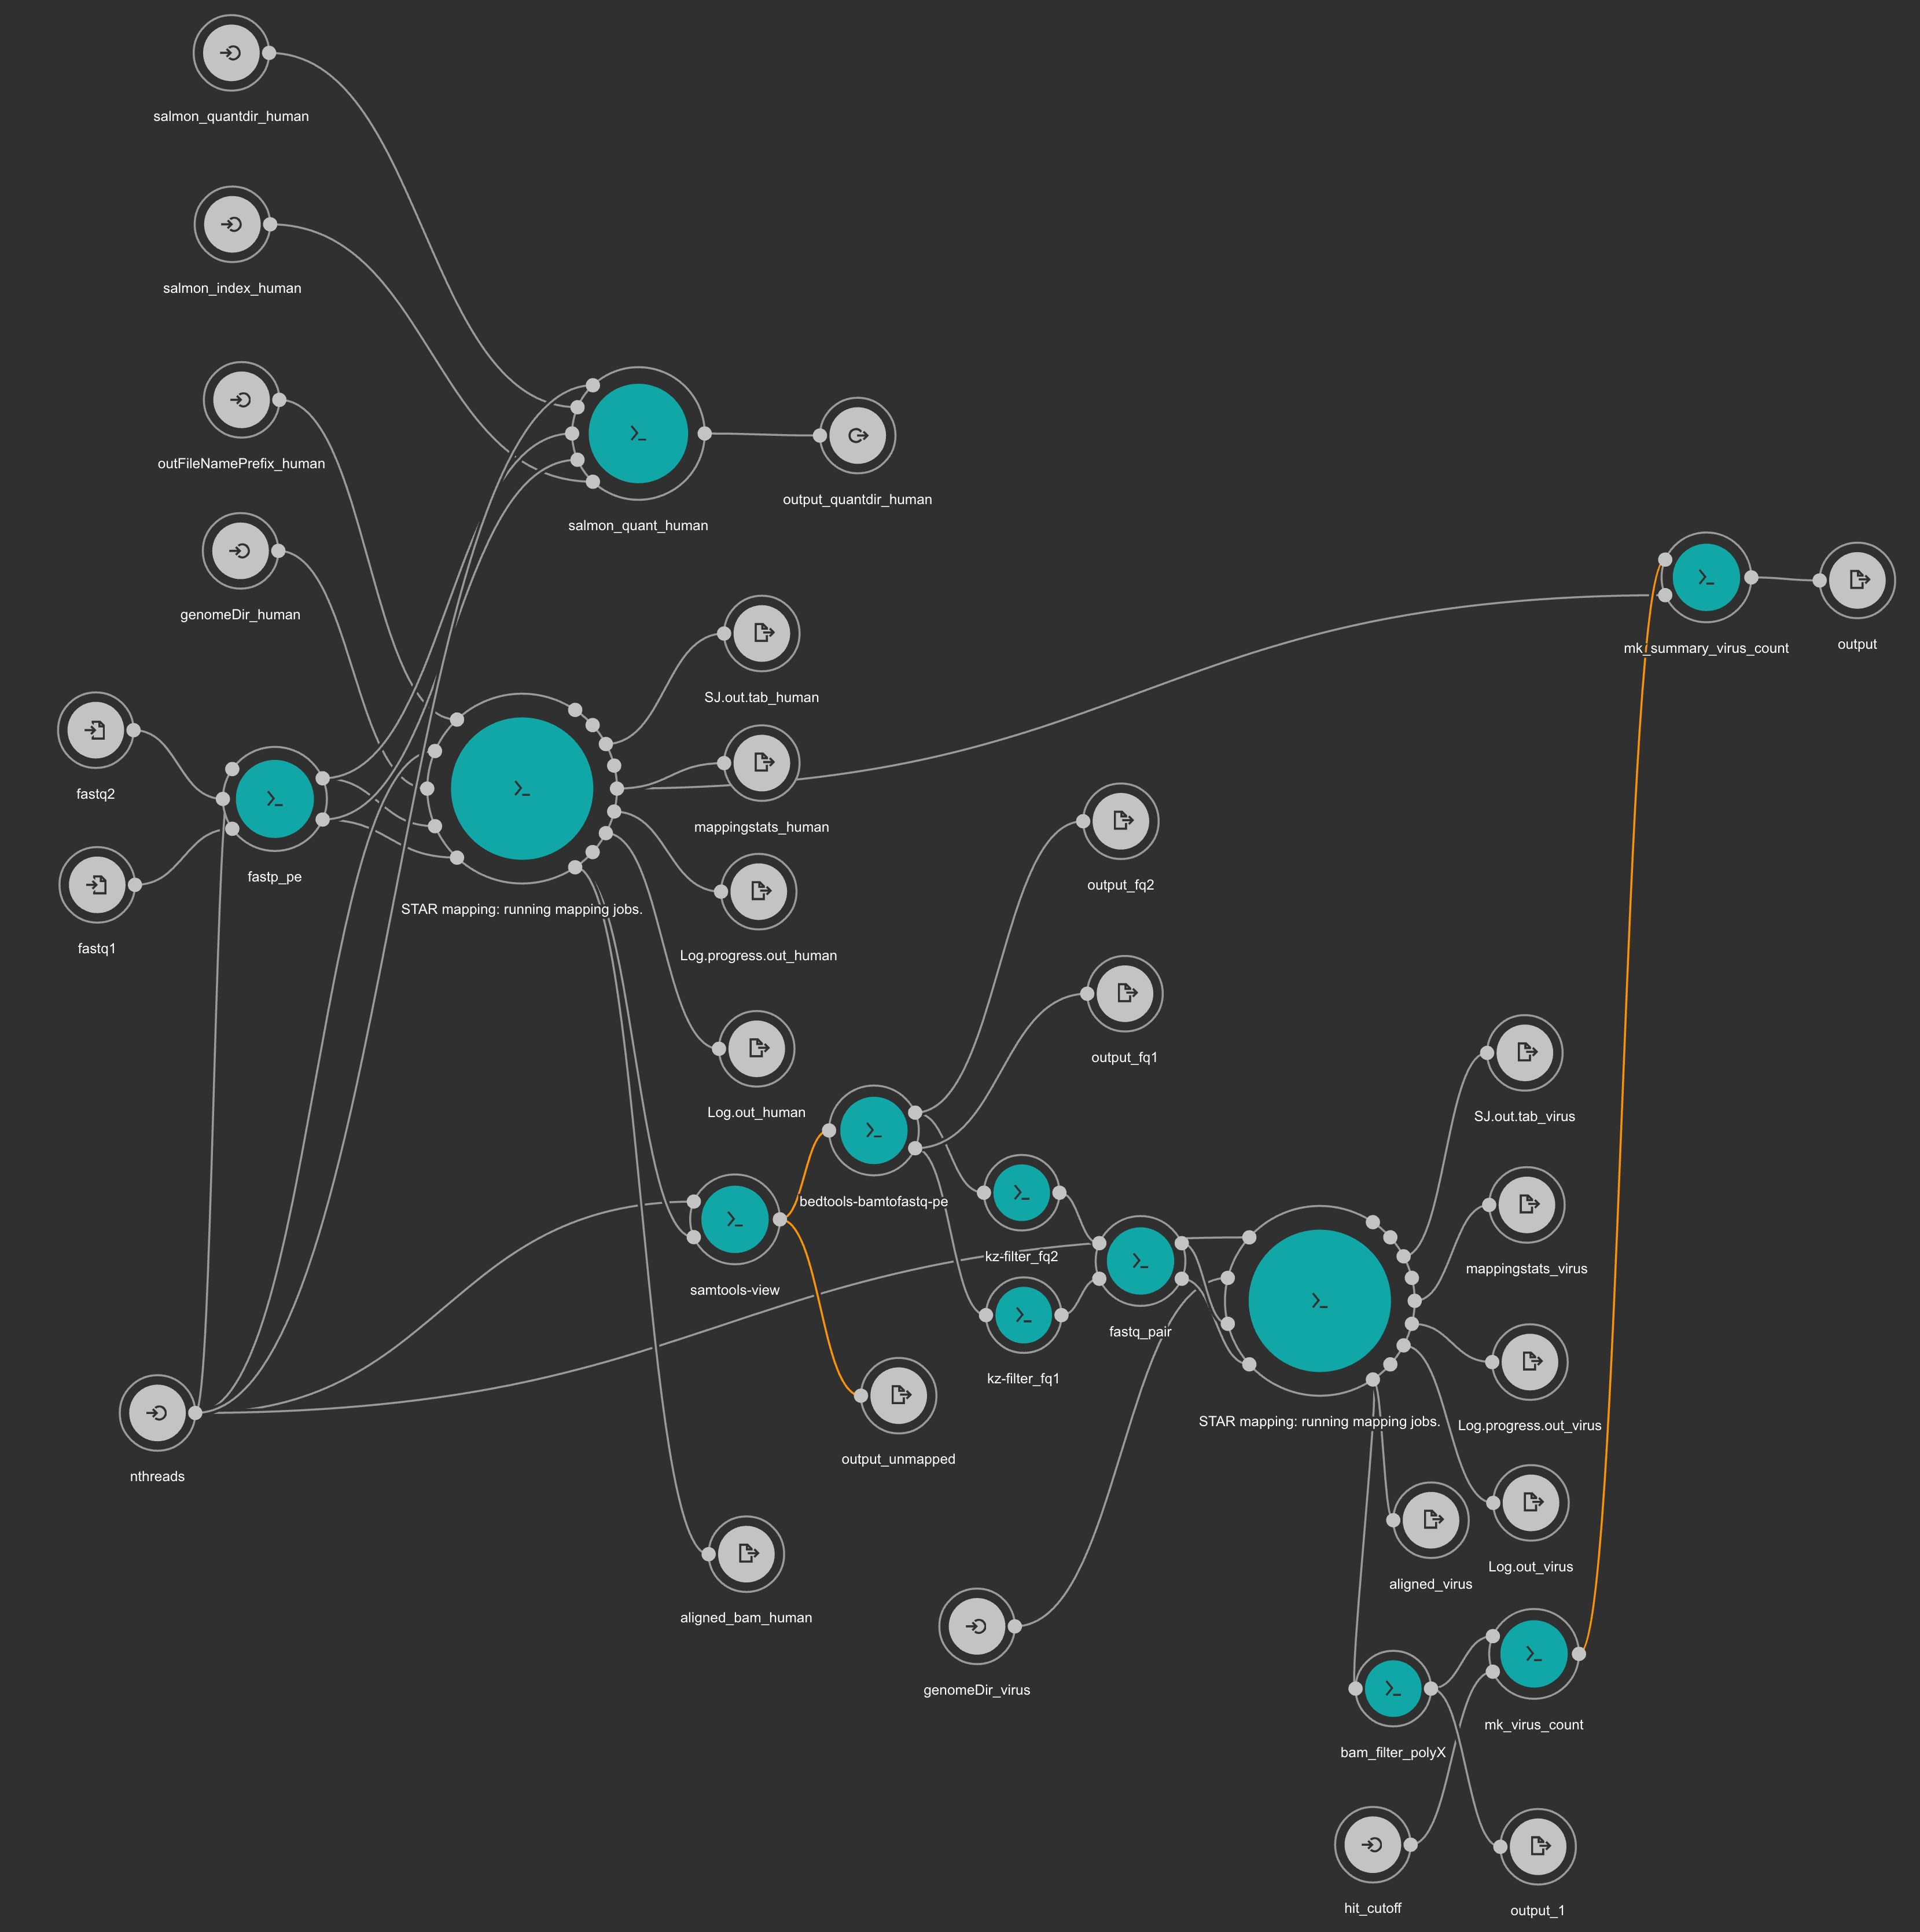 salmon_quantdir_human
salmon_index_human
outFileNamePrefix_human
output_quantdir_human
salmon_quant_human
genomeDir_human
mk_summary_virus_count
output
SJ.out.tab_human
fastq2
mappingstats_human
fastp_pe
output_fq2
STAR mapping: running mapping jobs.
fastq1
Log.progress.out_human
output_fq1
Log.out_human
SJ.out.tab_virus
bedtools-bamtofastq-pe
kz-filter_fq2
mappingstats_virus
samtools-view
fastq_pair
kz-filter_fq1
STAR mapping: running mapping jobs.
Log.progress.out_virus
output_unmapped
nthreads
Log.out_virus
aligned_virus
aligned_bam_human
genomeDir_virus
mk_virus_count
bam_filter_polyX
hit_cutoff
output_1